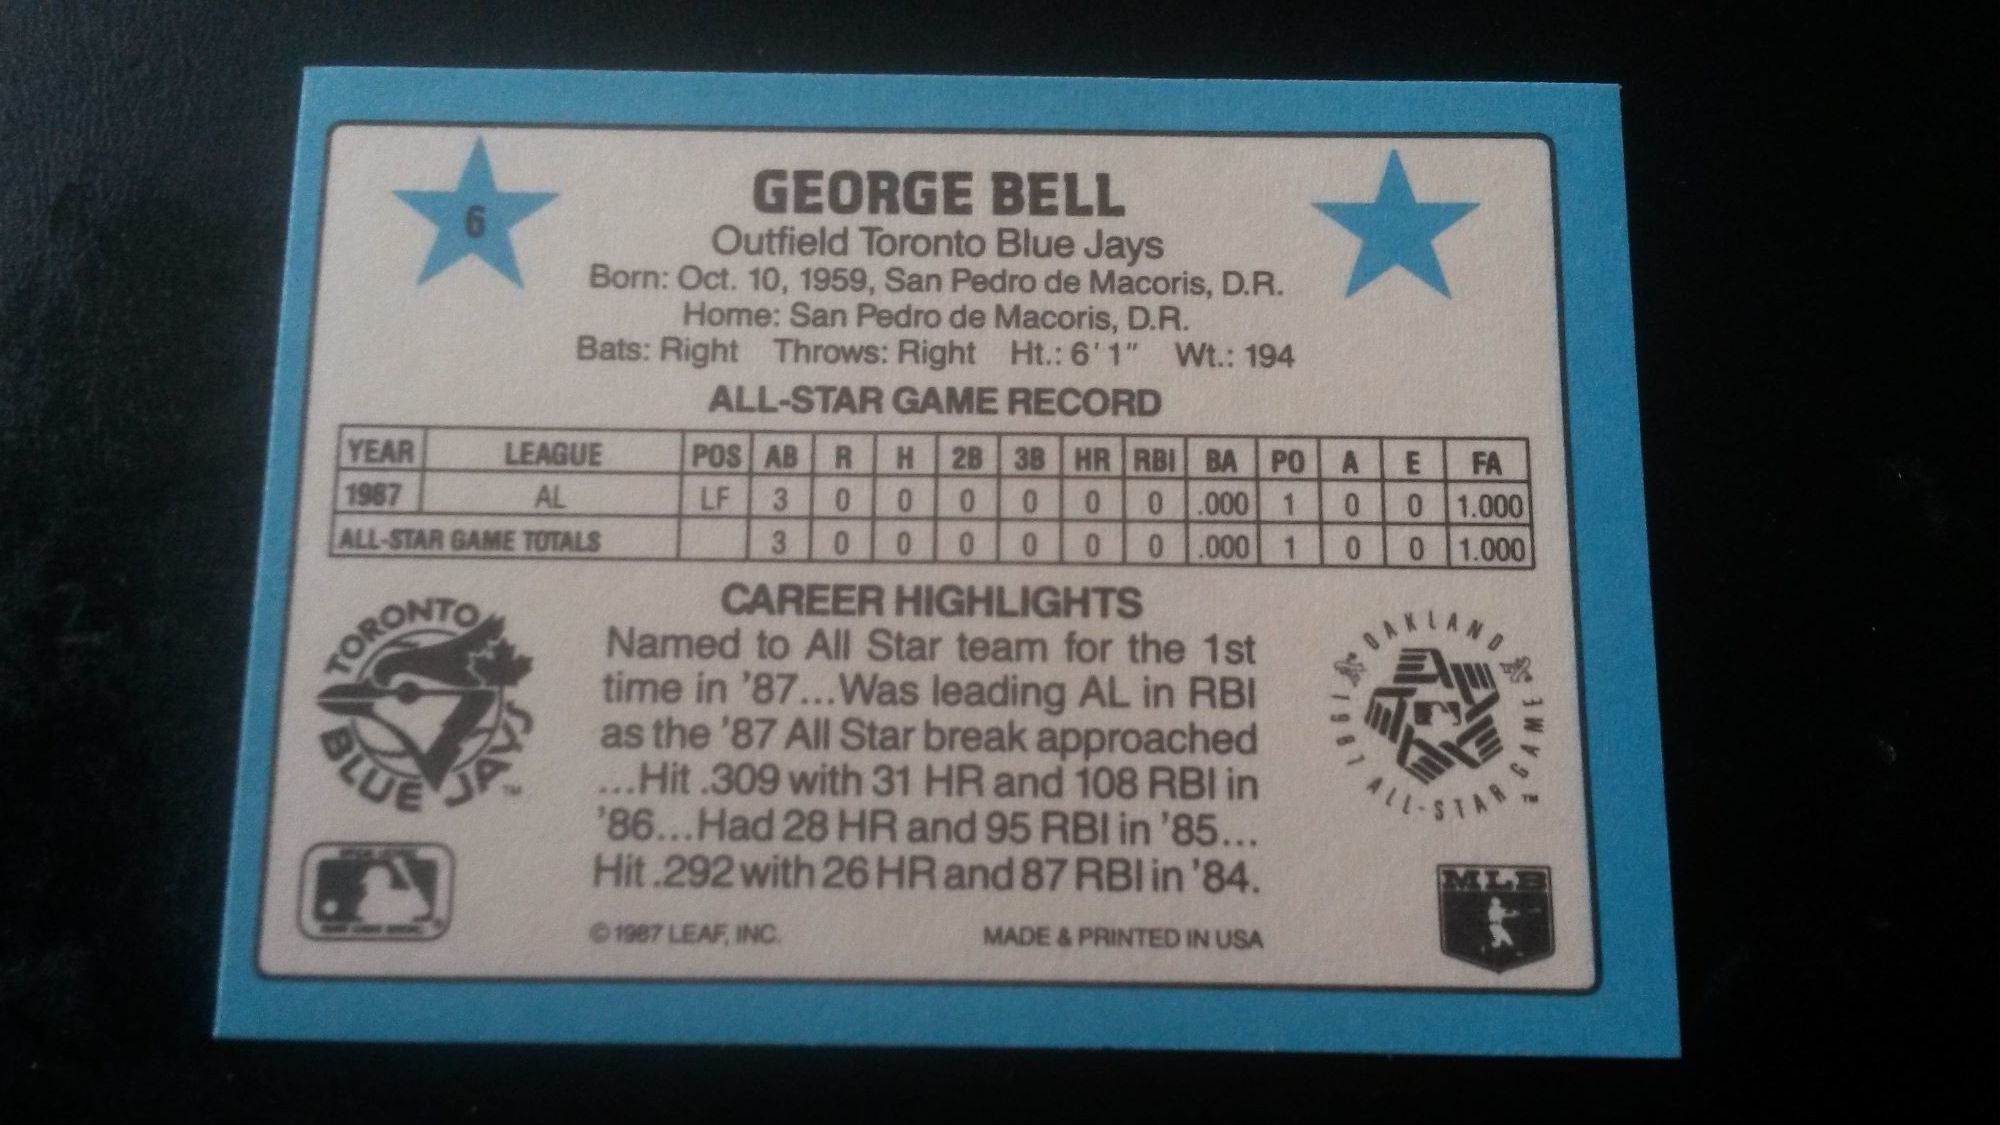 6
GEORGE BELL
Outfield Toronto Blue Jays
Born: Oct. 10, 1959, San Pedro de Macoris, D.R.
Home: San Pedro de Macoris, D.R.
Bats: Right Throws: Right Ht.: 6' 1" Wt.: 194
ALL-STAR GAME RECORD
YEAR LEAGUE POS AB R H 2B 3B HR RBI BA PO A E FA
1987 AL LF 3 0 0 0 0 0 0 .000 1 0 0 1.000
ALL-STAR GAME TOTALS 3 0 0 0 0 0 0 .000 1 0 0 1.000
CAREER HIGHLIGHTS
Named to All Star team for the 1st
time in '87...Was leading AL in RBI
as the '87 All Star break approached
...Hit .309 with 31 HR and 108 RBI in
'86...Had 28 HR and 95 RBI in '85...
Hit .292 with 26 HR and 87 RBI in '84.
TORONTO
BLUE JAYS TM
OAKLAND
1987 ALL-STAR GAME TM
MLB
© 1987 LEAF, INC. MADE & PRINTED IN USA